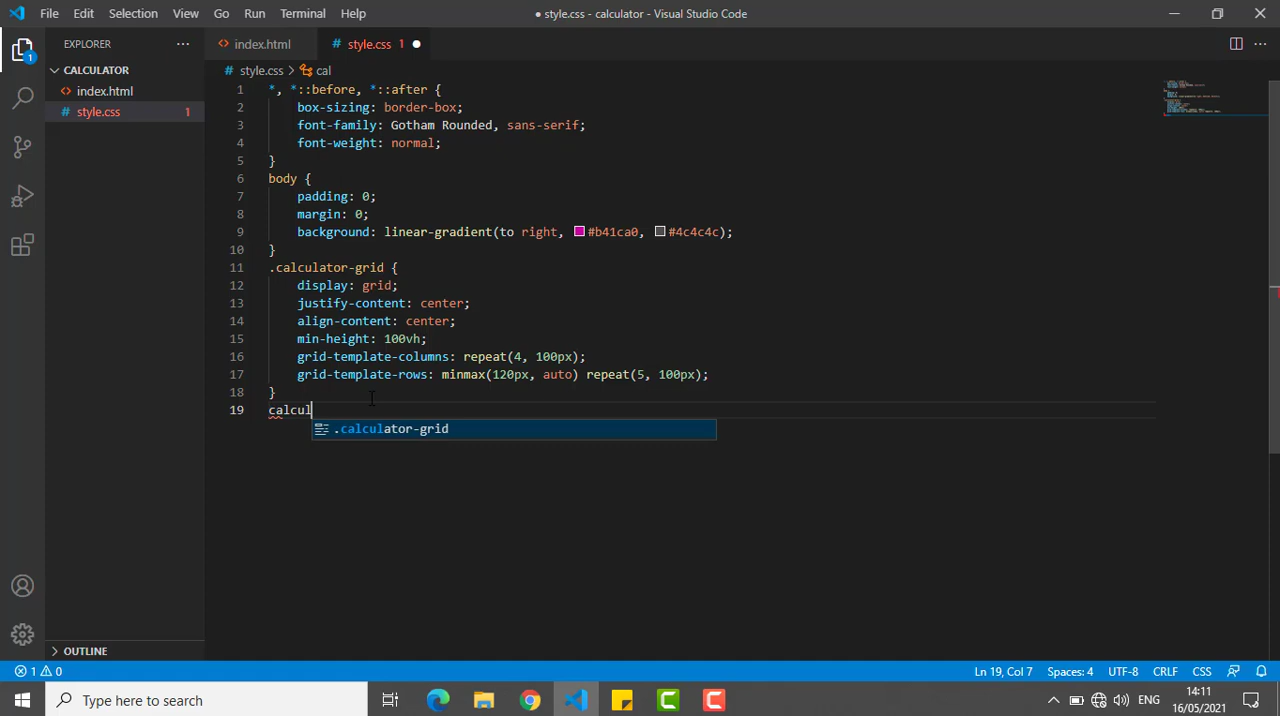 File Edit Selection View Go Run Terminal Help ● style.css - calculator - Visual Studio Code
EXPLORER ··· <> index.html # style.css 1 ●
CALCULATOR
<> index.html
# style.css 1
# style.css > cal
1 *, *::before, *::after {
2 box-sizing: border-box;
3 font-family: Gotham Rounded, sans-serif;
4 font-weight: normal;
5 }
6 body {
7 padding: 0;
8 margin: 0;
9 background: linear-gradient(to right, #b41ca0, #4c4c4c);
10 }
11 .calculator-grid {
12 display: grid;
13 justify-content: center;
14 align-content: center;
15 min-height: 100vh;
16 grid-template-columns: repeat(4, 100px);
17 grid-template-rows: minmax(120px, auto) repeat(5, 100px);
18 }
19 calcul
.calculator-grid
1
OUTLINE
1 0 Ln 19, Col 7 Spaces: 4 UTF-8 CRLF CSS
Type here to search ENG 14:11
16/05/2021